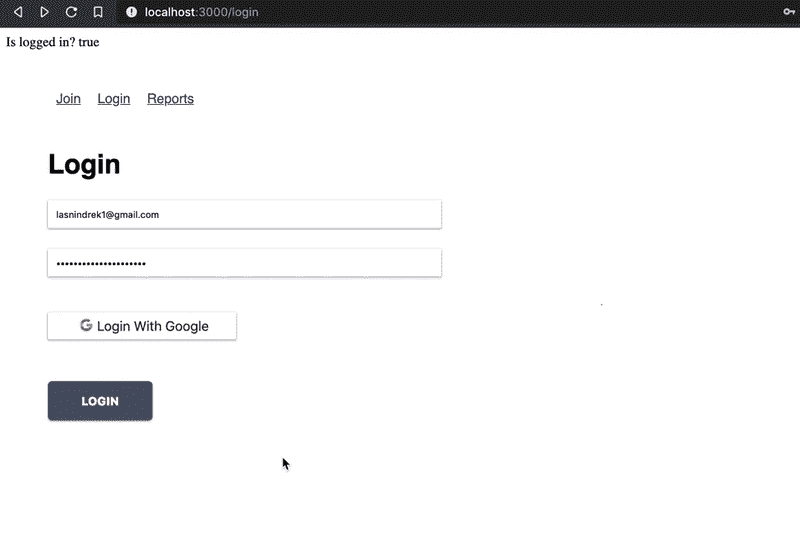 localhost:3000/login
Is logged in? true
Join Login Reports
Login
lasnindrek1@gmail.com
•••••••••••••••••••••
Login With Google
LOGIN